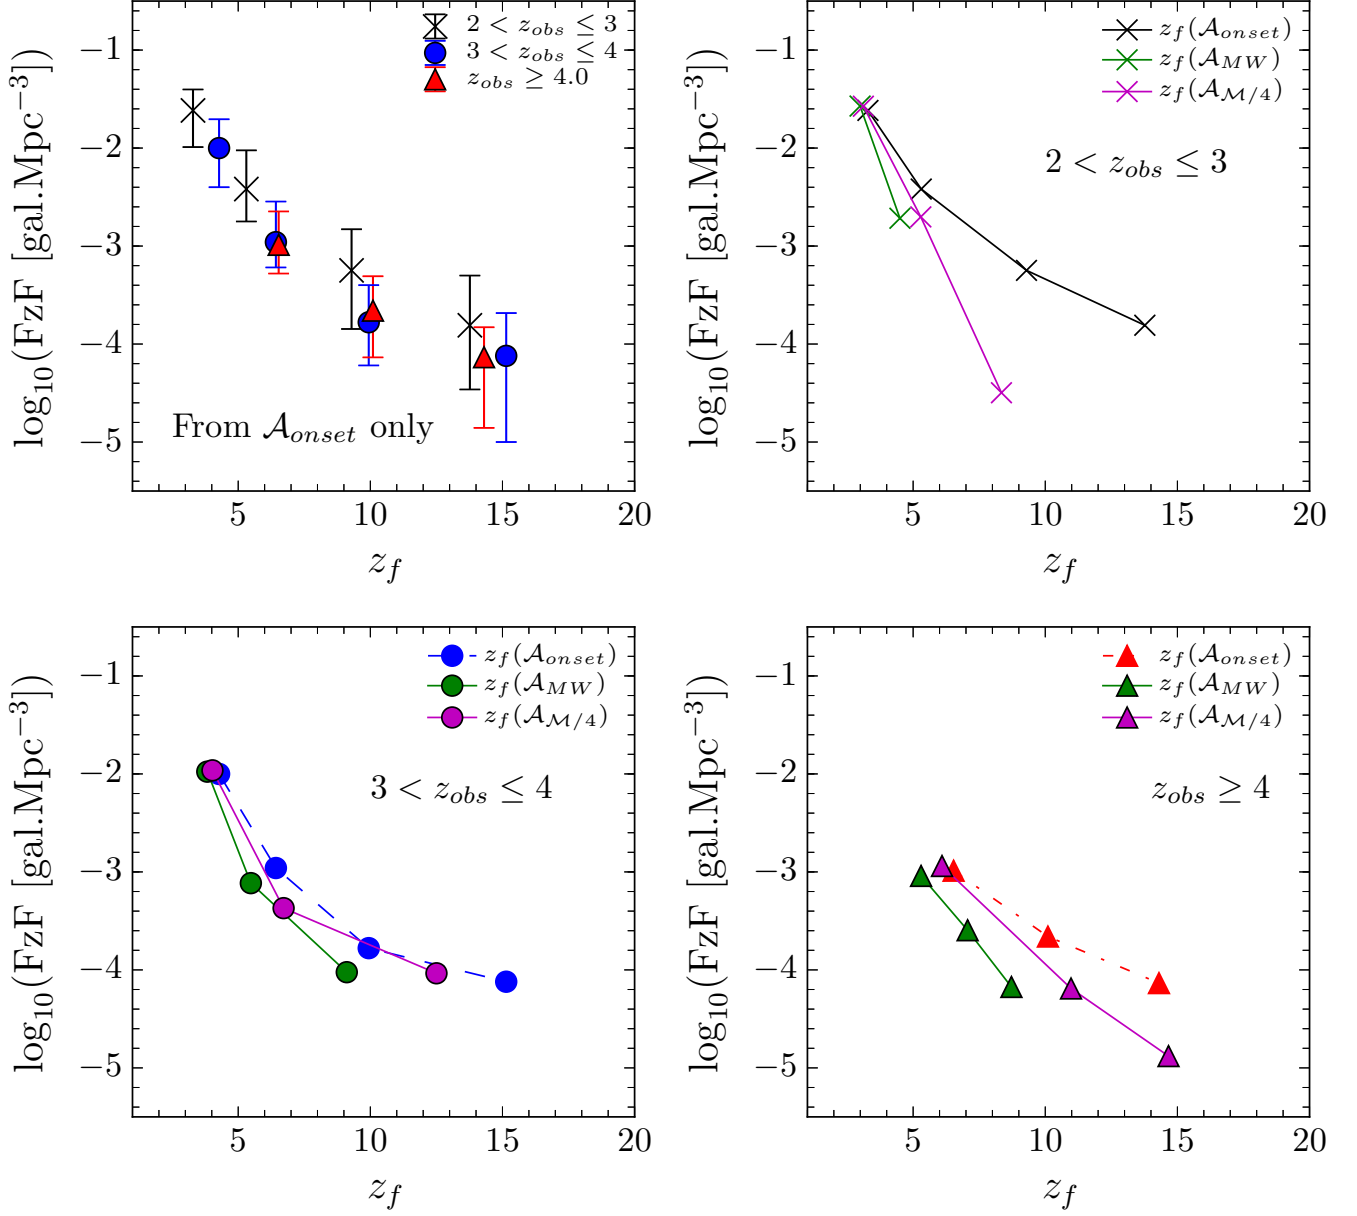 2 < z_obs ≤ 3
3 < z_obs ≤ 4
z_obs ≥ 4.0
−1
−2
−3
−4
−5
log₁₀(FzF [gal.Mpc⁻³])
From 𝒜_onset only
5 10 15 20
z_f
z_f(𝒜_onset)
z_f(𝒜_MW)
z_f(𝒜_ℳ/4)
2 < z_obs ≤ 3
−1
−2
−3
−4
−5
log₁₀(FzF [gal.Mpc⁻³])
5 10 15 20
z_f
z_f(𝒜_onset)
z_f(𝒜_MW)
z_f(𝒜_ℳ/4)
3 < z_obs ≤ 4
−1
−2
−3
−4
−5
log₁₀(FzF [gal.Mpc⁻³])
5 10 15 20
z_f
z_f(𝒜_onset)
z_f(𝒜_MW)
z_f(𝒜_ℳ/4)
z_obs ≥ 4
−1
−2
−3
−4
−5
log₁₀(FzF [gal.Mpc⁻³])
5 10 15 20
z_f